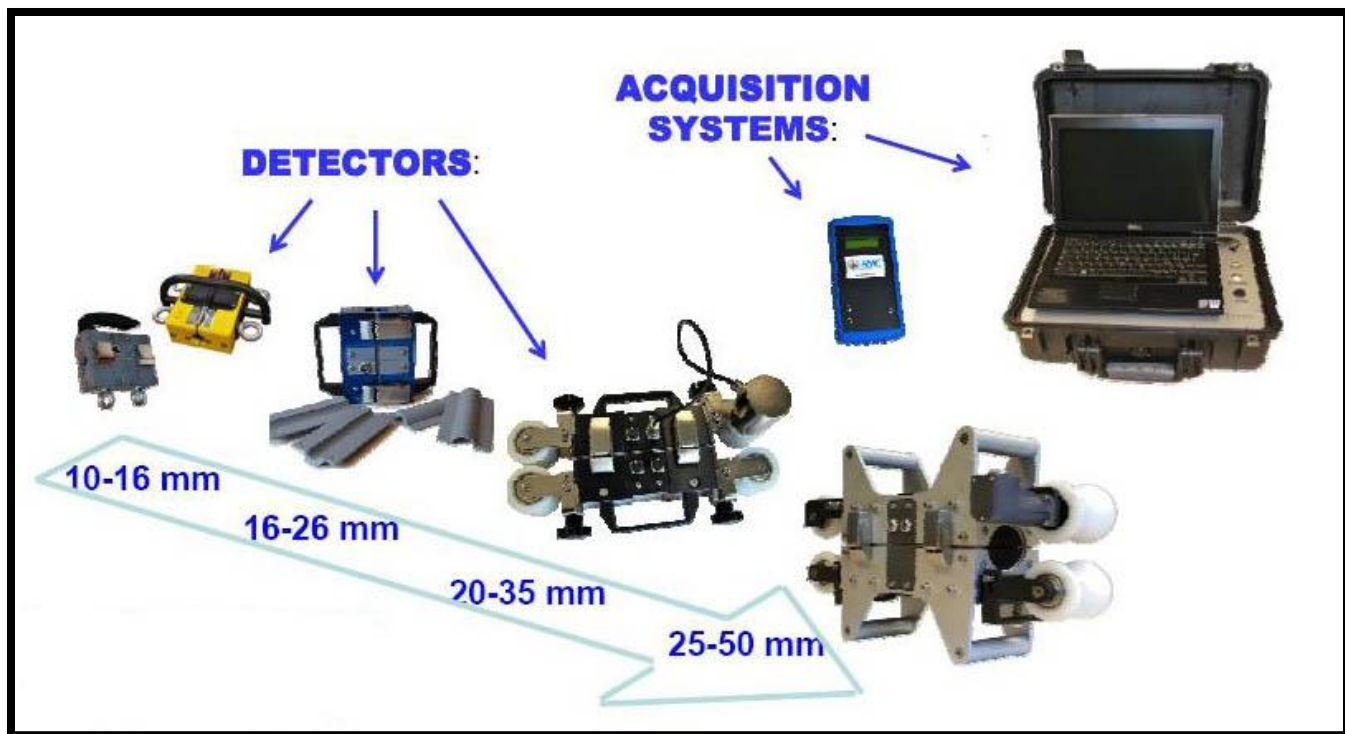 ACQUISITION
SYSTEMS:
DETECTORS:
10-16 mm
16-26 mm
20-35 mm
25-50 mm